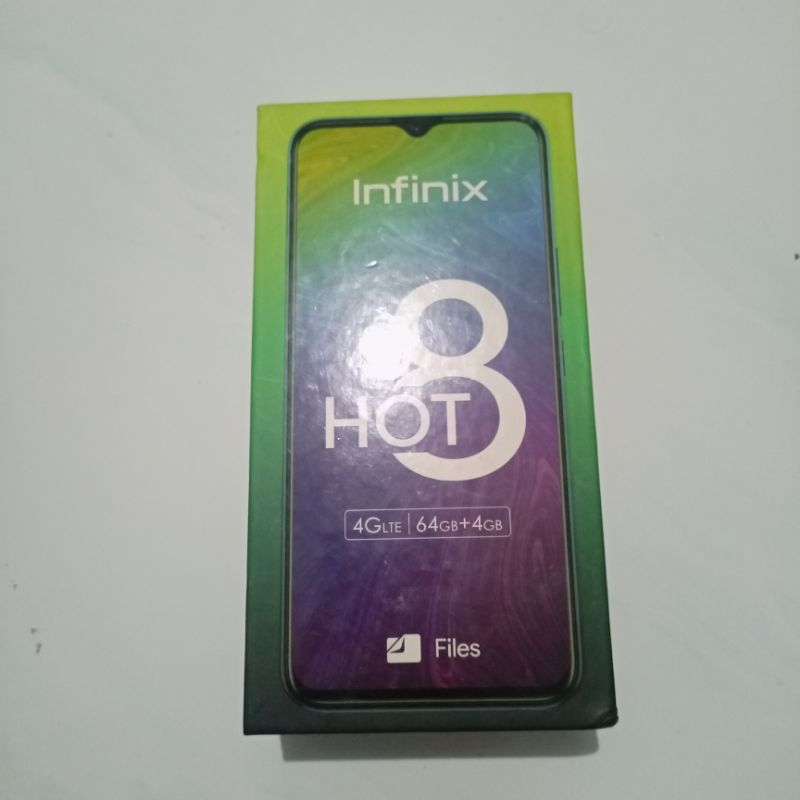 Infinix
HOT 8
4GLTE | 64GB+4GB
Files